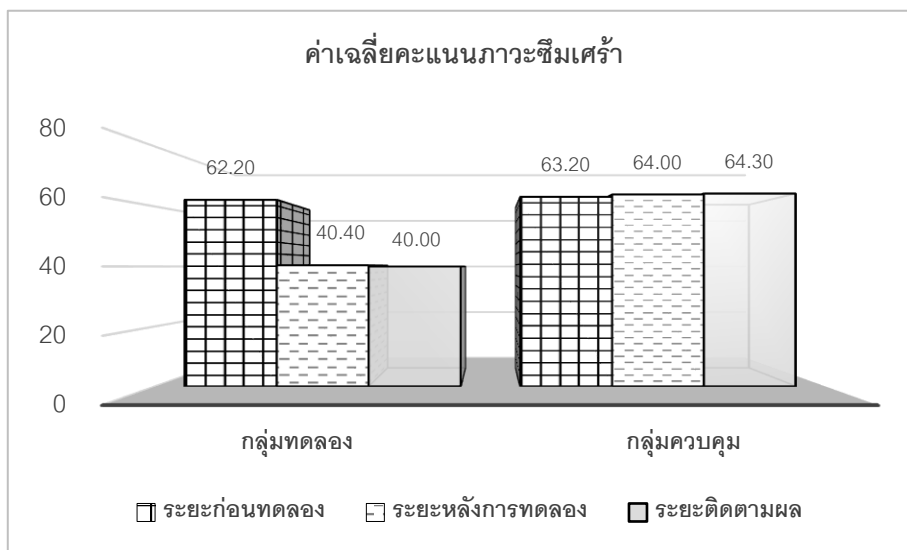 ค่าเฉลี่ยคะแนนภาวะซึมเศร้า
80
60
40
20
0
62.20
40.40
40.00
63.20
64.00
64.30
กลุ่มทดลอง
กลุ่มควบคุม
ระยะก่อนทดลอง
ระยะหลังการทดลอง
ระยะติดตามผล